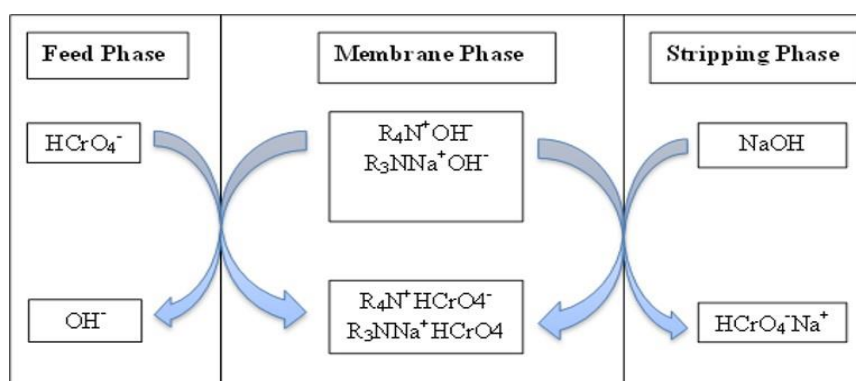 Feed Phase
Membrane Phase
Stripping Phase
HCrO₄⁻
R₄N⁺OH⁻
R₃NNa⁺OH⁻
NaOH
OH⁻
R₄N⁺HCrO4⁻
R₃NNa⁺HCrO4
HCrO₄⁻Na⁺